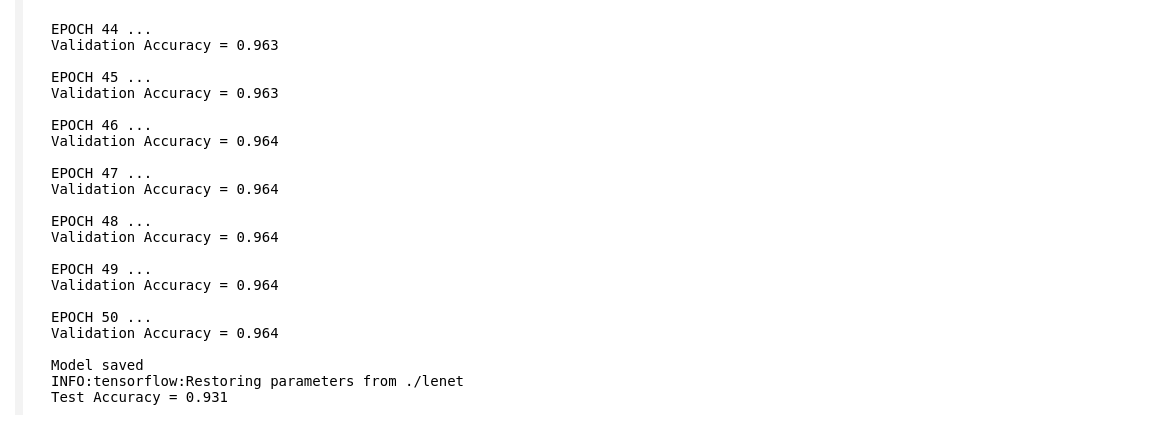 EPOCH 44 ...
Validation Accuracy = 0.963
EPOCH 45 ...
Validation Accuracy = 0.963
EPOCH 46 ...
Validation Accuracy = 0.964
EPOCH 47 ...
Validation Accuracy = 0.964
EPOCH 48 ...
Validation Accuracy = 0.964
EPOCH 49 ...
Validation Accuracy = 0.964
EPOCH 50 ...
Validation Accuracy = 0.964
Model saved
INFO:tensorflow:Restoring parameters from ./lenet
Test Accuracy = 0.931